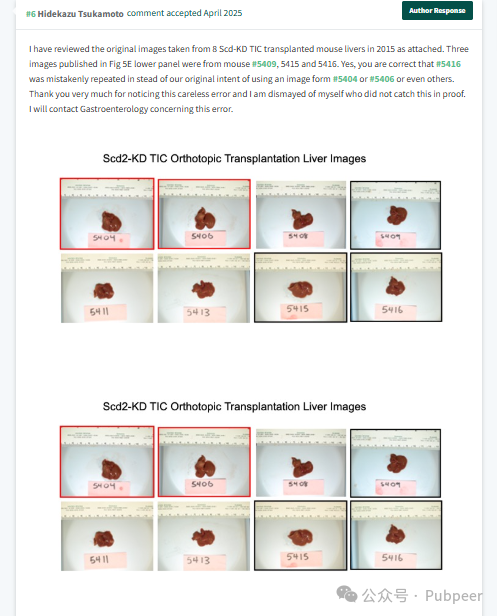 #6 Hidekazu Tsukamoto comment accepted April 2025
Author Response
I have reviewed the original images taken from 8 Scd-KD TIC transplanted mouse livers in 2015 as attached. Three
images published in Fig 5E lower panel were from mouse #5409, 5415 and 5416. Yes, you are correct that #5416
was mistakenly repeated in stead of our original intent of using an image form #5404 or #5406 or even others.
Thank you very much for noticing this careless error and I am dismayed of myself who did not catch this in proof.
I will contact Gastroenterology concerning this error.
Scd2-KD TIC Orthotopic Transplantation Liver Images
5404 5406 5408 5409
5411 5413 5415 5416
Scd2-KD TIC Orthotopic Transplantation Liver Images
5404 5406 5408 5409
5411 5413 5415 5416
公众号 · Pubpeer